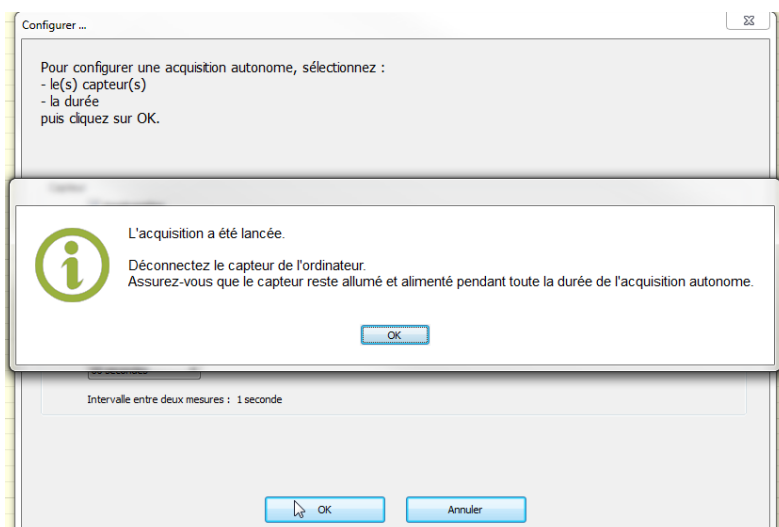 Configurer ...
Pour configurer une acquisition autonome, sélectionnez :
- le(s) capteur(s)
- la durée
puis cliquez sur OK.
L'acquisition a été lancée.
Déconnectez le capteur de l'ordinateur.
Assurez-vous que le capteur reste allumé et alimenté pendant toute la durée de l'acquisition autonome.
OK
Intervalle entre deux mesures : 1 seconde
OK
Annuler